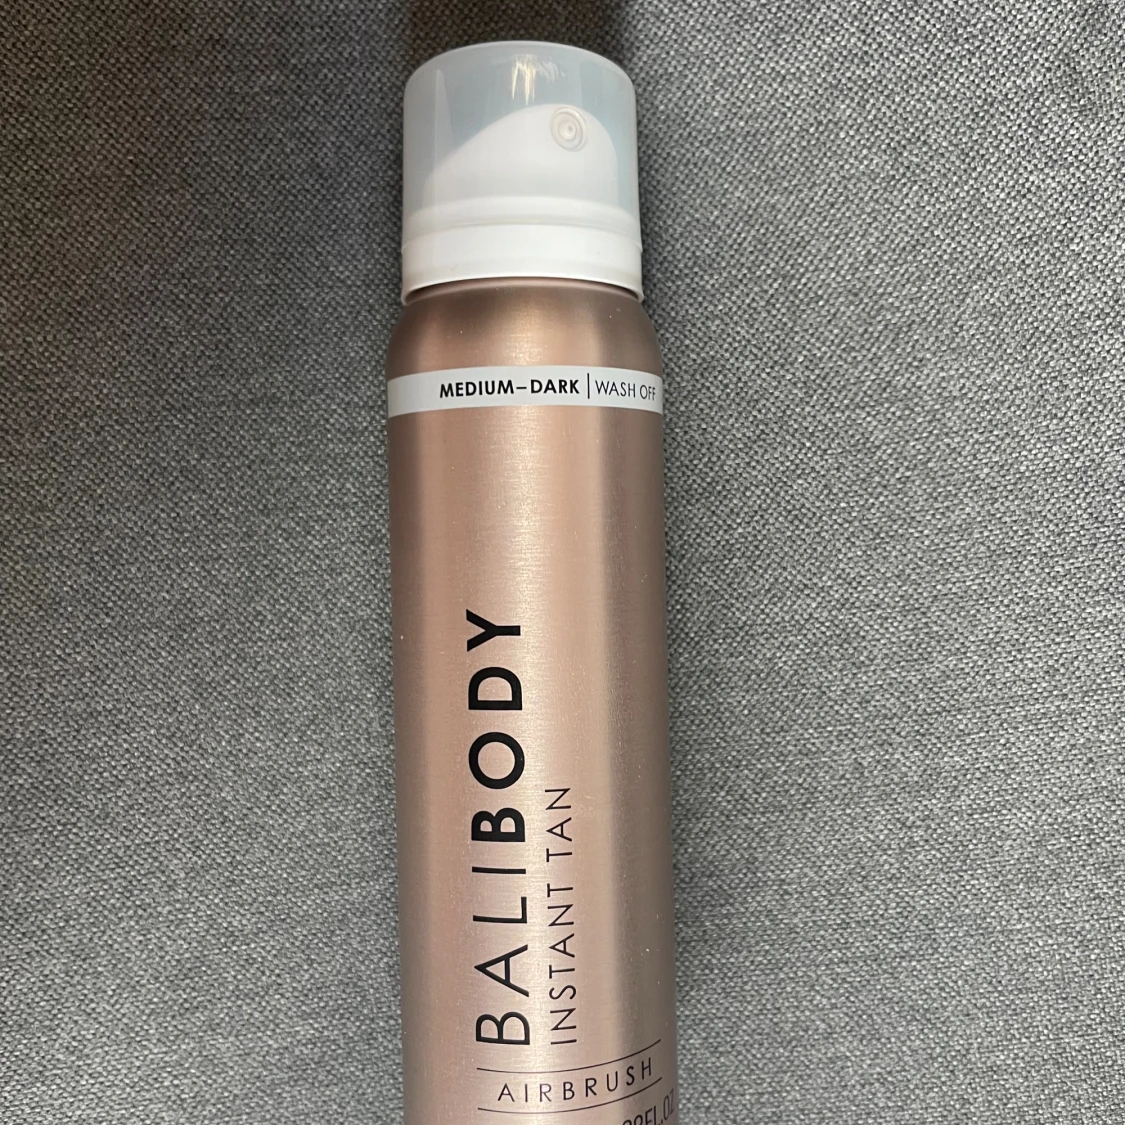 MEDIUM–DARK | WASH OFF
BALIBODY
INSTANT TAN
AIRBRUSH